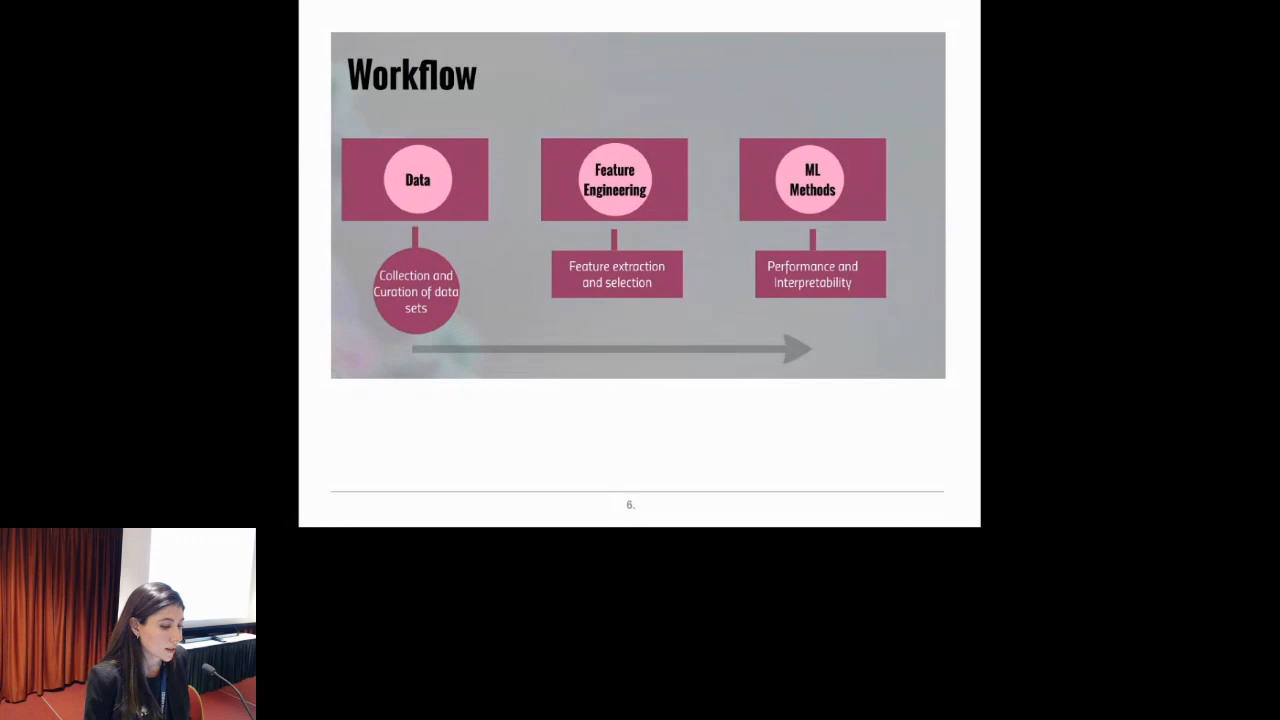 Workflow
Data
Feature
Engineering
ML
Methods
Collection and
Curation of data
sets
Feature extraction
and selection
Performance and
Interpretability
6.